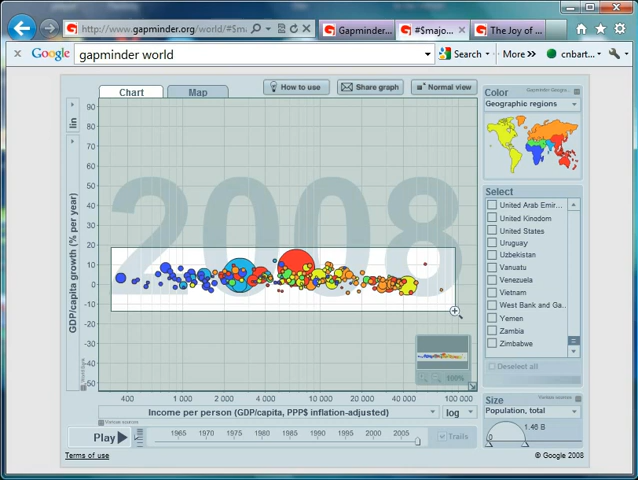 http://www.gapminder.org/world/#$m
Gapminder...
#$majo...
The Joy of ...
Google
gapminder world
Search
More »
cnbart...
Chart
Map
How to use
Share graph
Normal view
Color
Geographic regions
lin
GDP/capita growth (% per year)
2008
90
80
70
60
50
40
30
20
10
0
-10
-20
-30
-40
-50
400
1 000
2 000
4 000
10 000
20 000
40 000
100 000
100%
Income per person (GDP/capita, PPP$ inflation-adjusted)
log
Select
United Arab Emir...
United Kingdom
United States
Uruguay
Uzbekistan
Vanuatu
Venezuela
Vietnam
West Bank and Ga...
Yemen
Zambia
Zimbabwe
Deselect all
Size
Population, total
1.46 B
0
Play
1965
1970
1975
1980
1985
1990
1995
2000
2005
Trails
Terms of use
© Google 2008